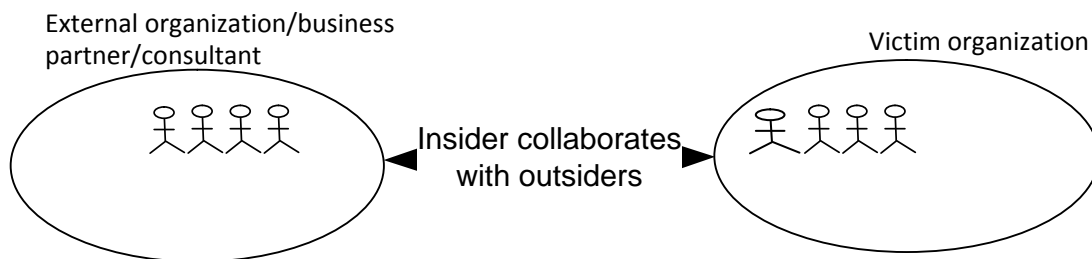 External organization/business
partner/consultant
Victim organization
Insider collaborates
with outsiders